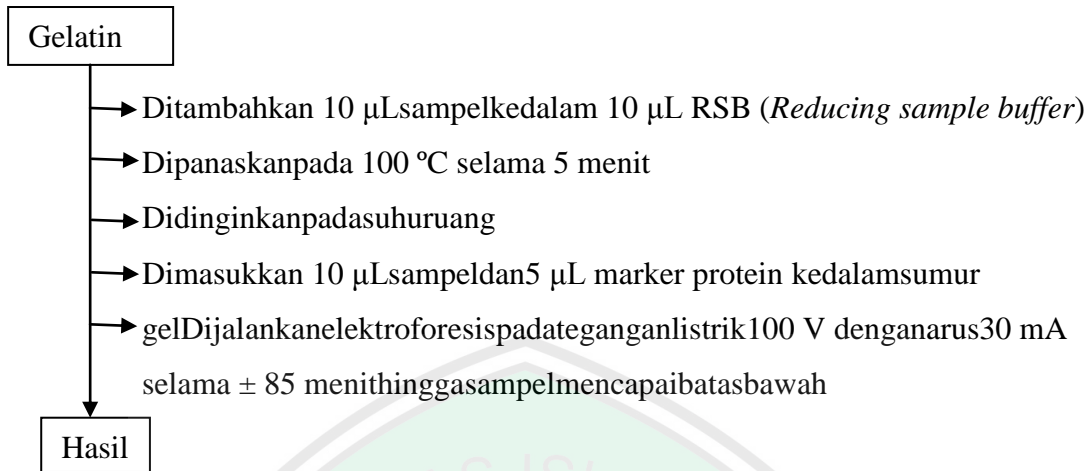 Gelatin
Ditambahkan 10 μLsampelkedalam 10 μL RSB (Reducing sample buffer)
Dipanaskanpada 100 ºC selama 5 menit
Didinginkanpadasuhuruang
Dimasukkan 10 μLsampeldan5 μL marker protein kedalamsumur
gelDijalankanelektroforesispadateganganlistrik100 V denganarus30 mA
selama ± 85 menithinggasampelmencapaibatasbawah
Hasil